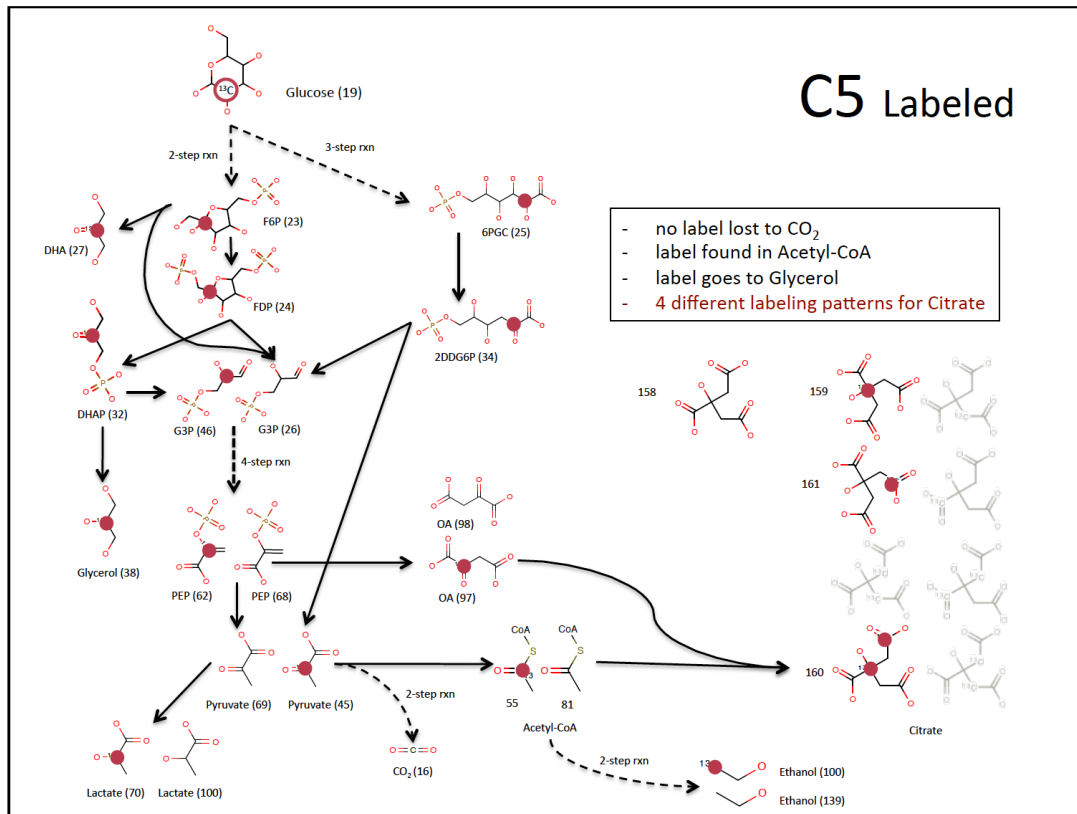 C5 Labeled
13C
Glucose (19)
2-step rxn
3-step rxn
F6P (23)
DHA (27)
6PGC (25)
- no label lost to CO2
- label found in Acetyl-CoA
- label goes to Glycerol
- 4 different labeling patterns for Citrate
FDP (24)
2DDG6P (34)
158
159
DHAP (32)
G3P (46)
G3P (26)
4-step rxn
161
OA (98)
Glycerol (38)
PEP (62)
PEP (68)
OA (97)
CoA
CoA
160
2-step rxn
Pyruvate (69)
Pyruvate (45)
55
81
Acetyl-CoA
Citrate
CO2 (16)
2-step rxn
Lactate (70)
Lactate (100)
13
Ethanol (100)
Ethanol (139)